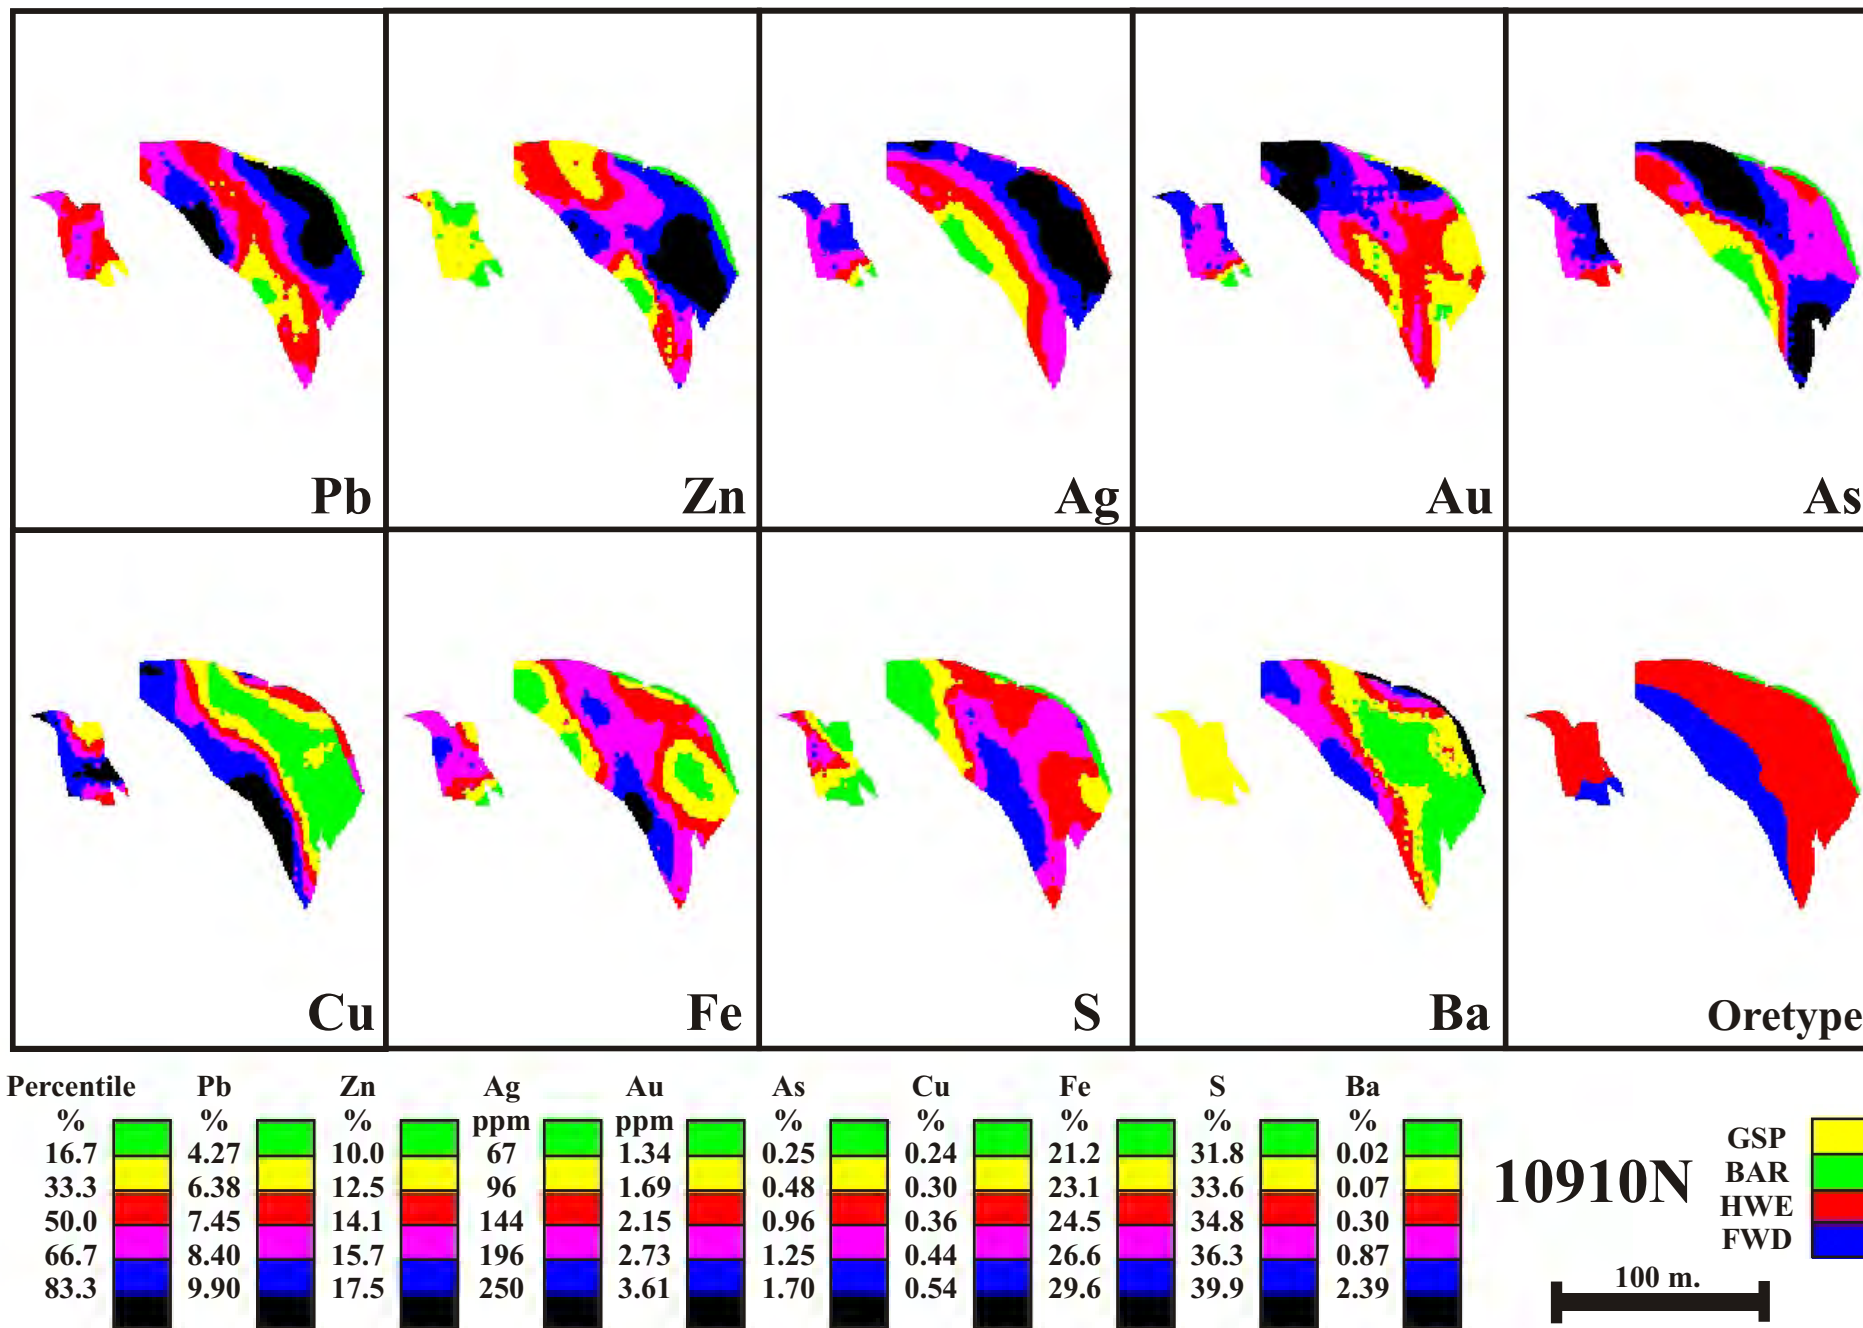 Pb Zn Ag Au As
Cu Fe S Ba Oretype
Percentile Pb Zn Ag Au As Cu Fe S Ba
% % % ppm ppm % % % % %
16.7 4.27 10.0 67 1.34 0.25 0.24 21.2 31.8 0.02
33.3 6.38 12.5 96 1.69 0.48 0.30 23.1 33.6 0.07
50.0 7.45 14.1 144 2.15 0.96 0.36 24.5 34.8 0.30
66.7 8.40 15.7 196 2.73 1.25 0.44 26.6 36.3 0.87
83.3 9.90 17.5 250 3.61 1.70 0.54 29.6 39.9 2.39
10910N
GSP
BAR
HWE
FWD
100 m.